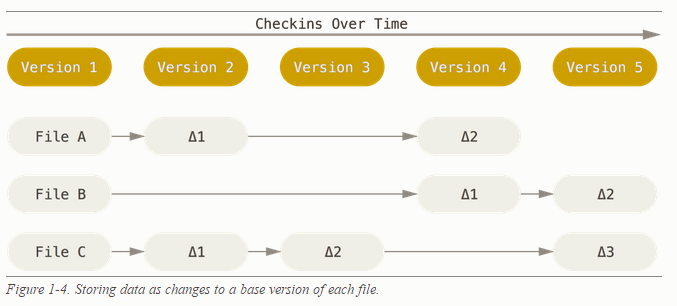 Checkins Over Time
Version 1 Version 2 Version 3 Version 4 Version 5
File A Δ1 Δ2
File B Δ1 Δ2
File C Δ1 Δ2 Δ3
Figure 1-4. Storing data as changes to a base version of each file.